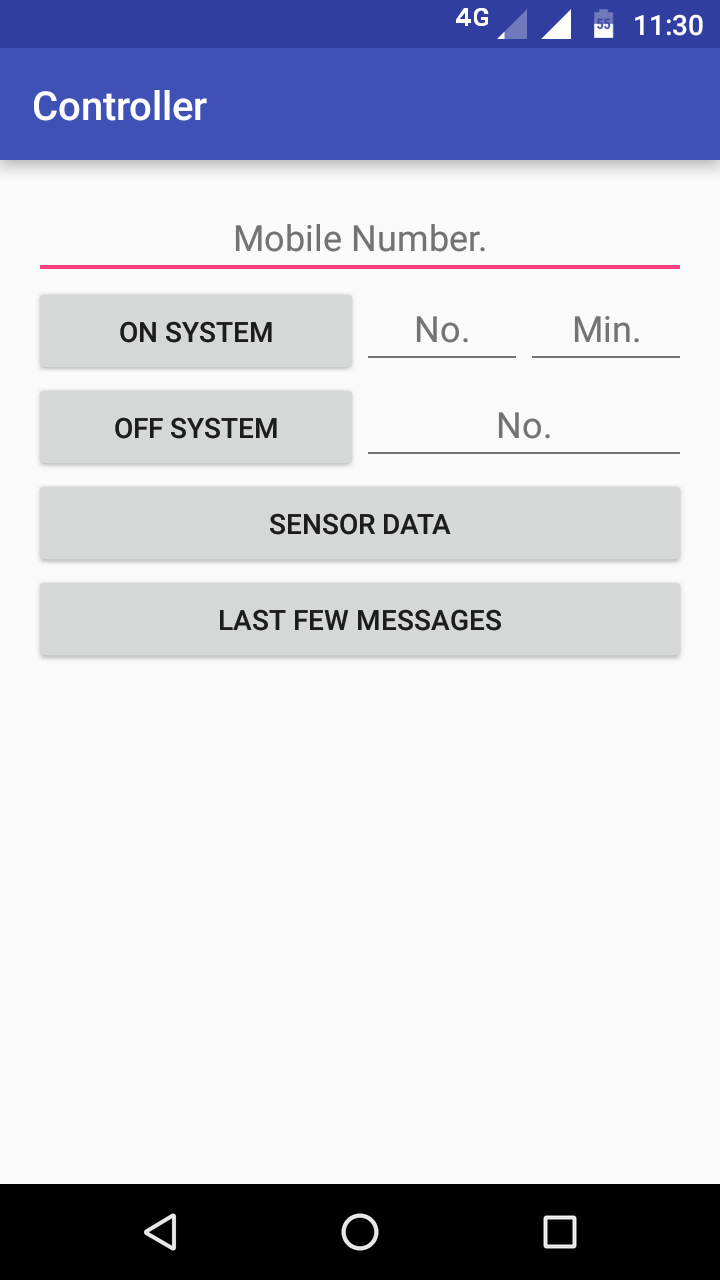 4G 55 11:30
Controller
Mobile Number.
ON SYSTEM No. Min.
OFF SYSTEM No.
SENSOR DATA
LAST FEW MESSAGES